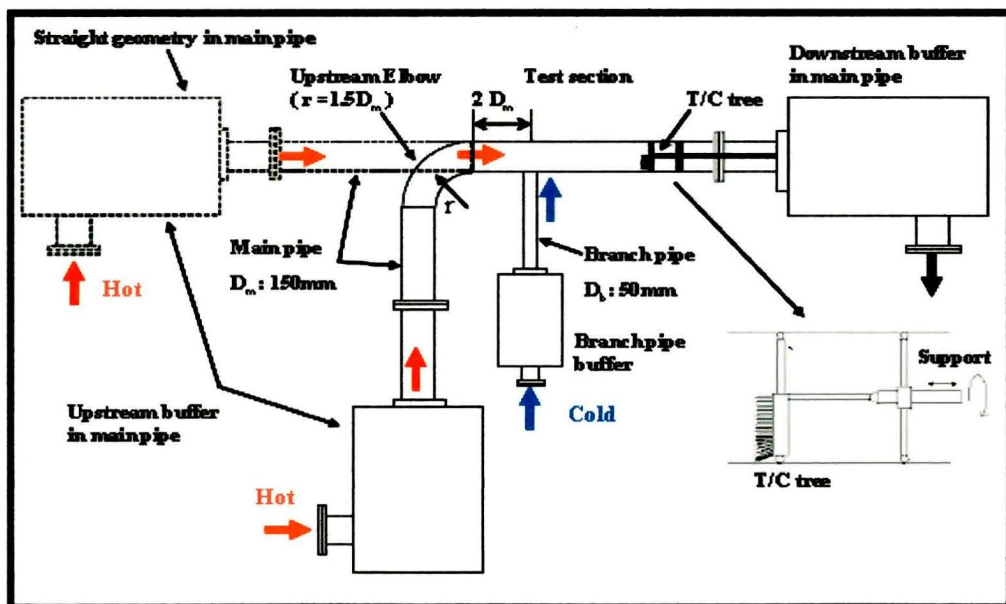 Straight geometry in main pipe
Upstream Elbow
( r =1.5Dm )
Test section
2 Dm
T/C tree
Downstream buffer
in main pipe
r
Main pipe
Dm : 150mm
Hot
Branch pipe
Db : 50mm
Branch pipe
buffer
Cold
Upstream buffer
in main pipe
Hot
Support
T/C tree